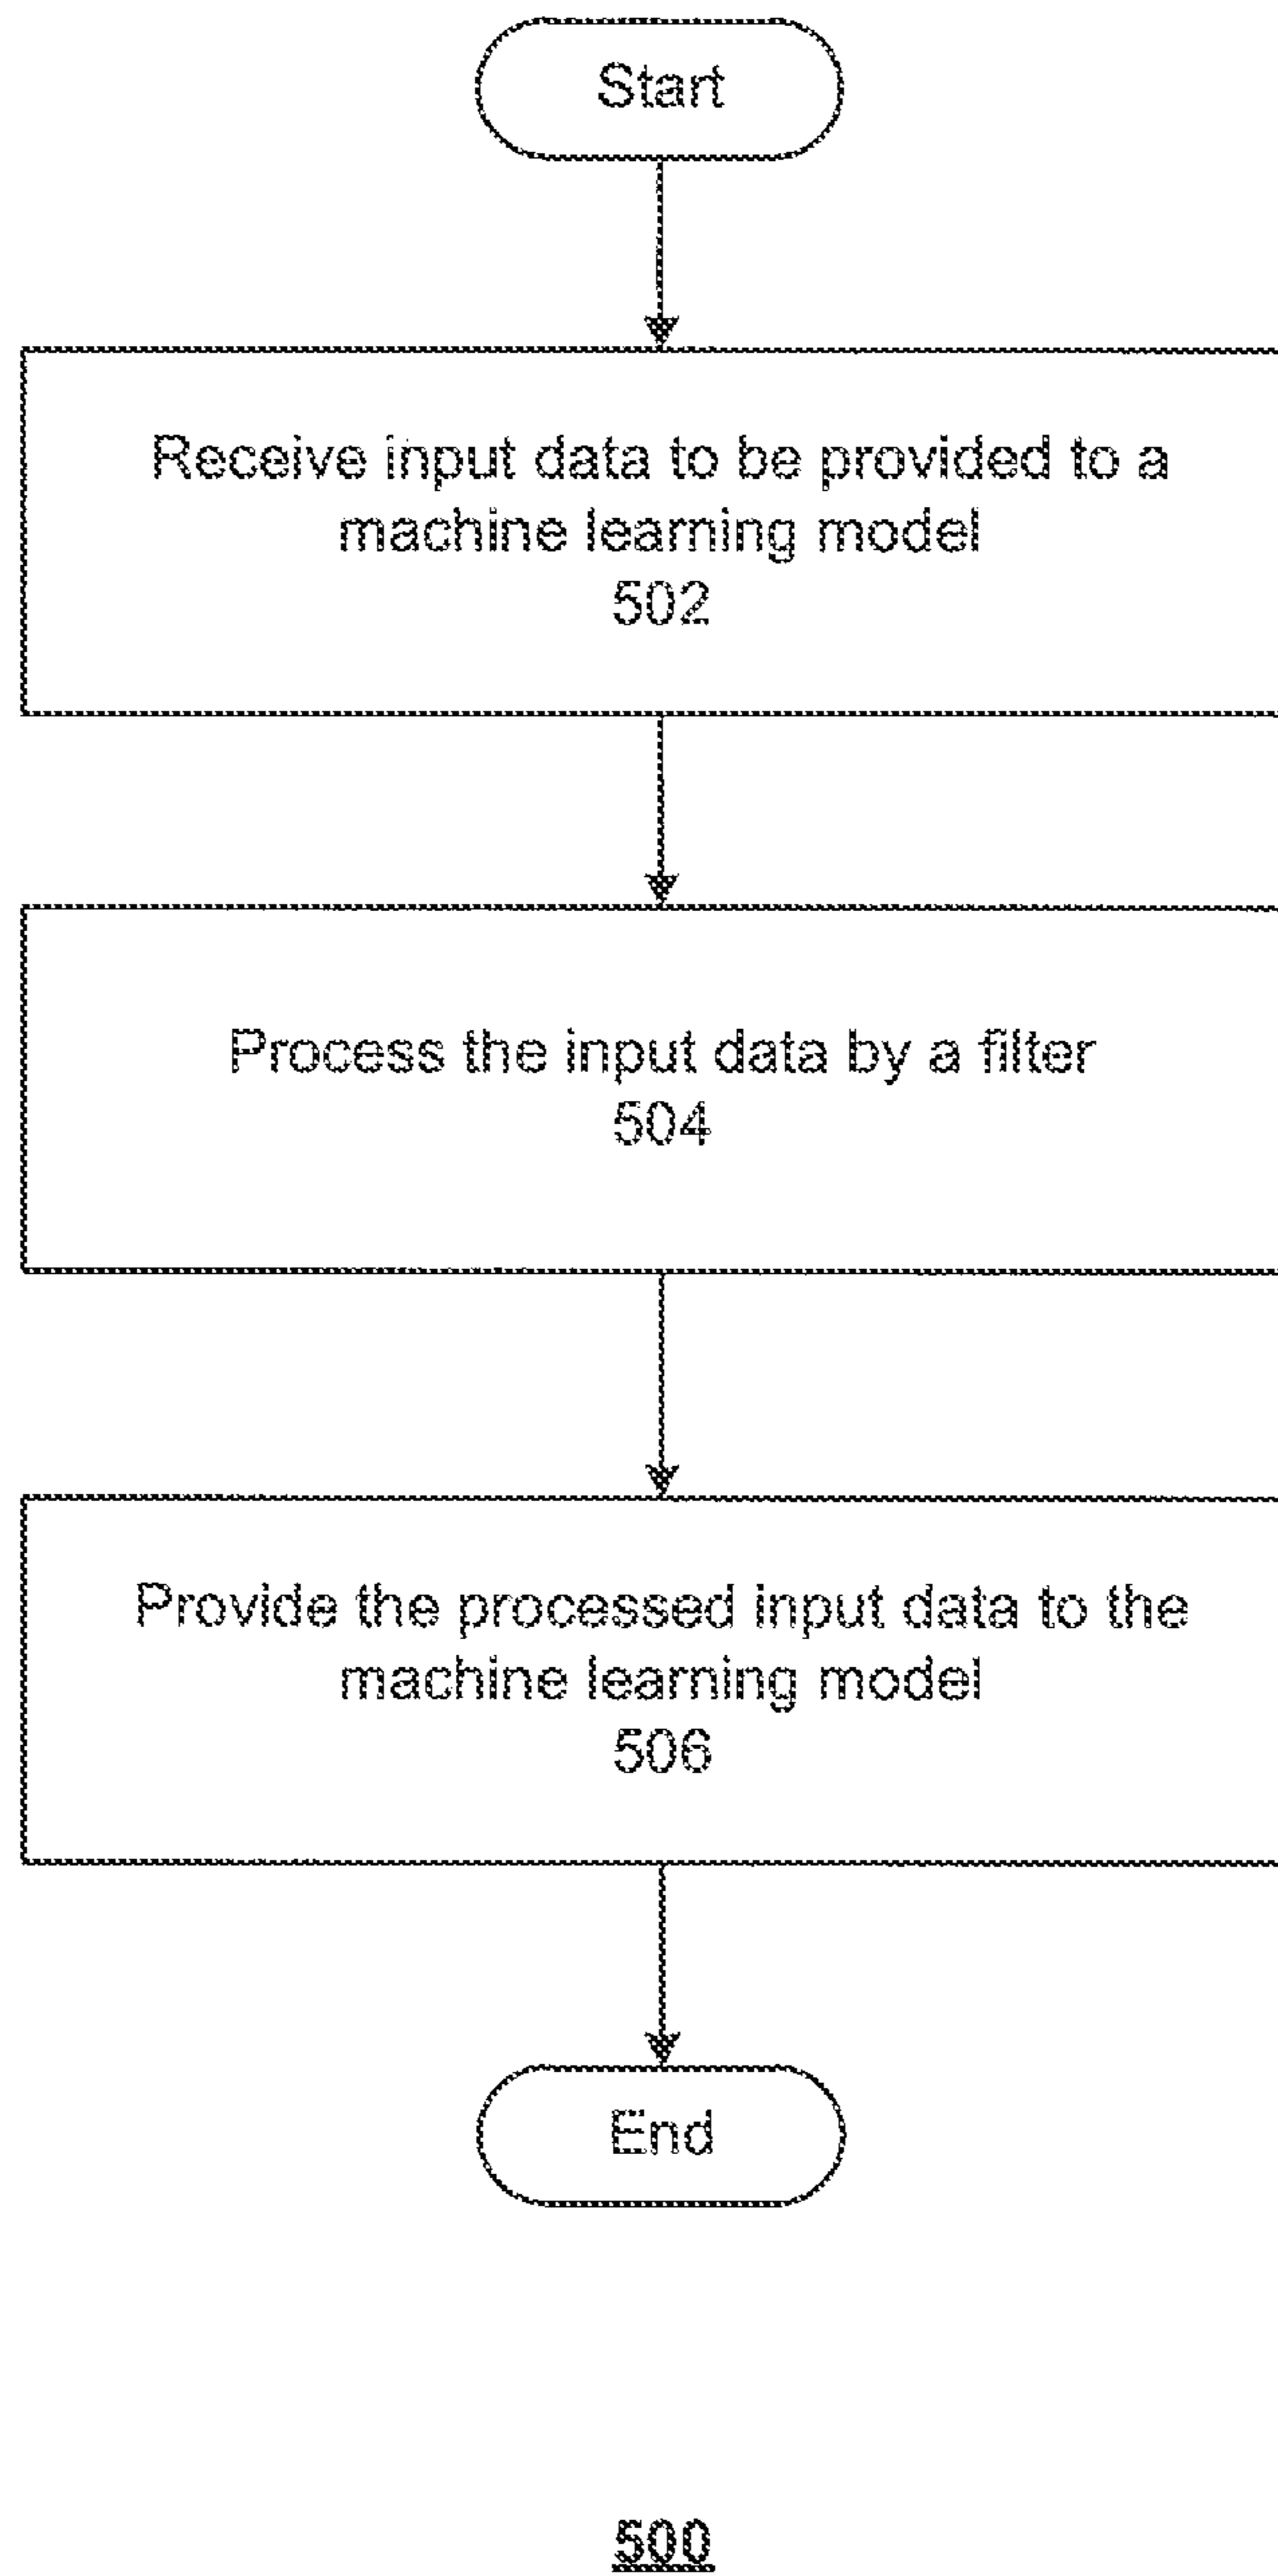 Start
Receive input data to be provided to a
machine learning model
502
Process the input data by a filter
504
Provide the processed input data to the
machine learning model
506
End
500